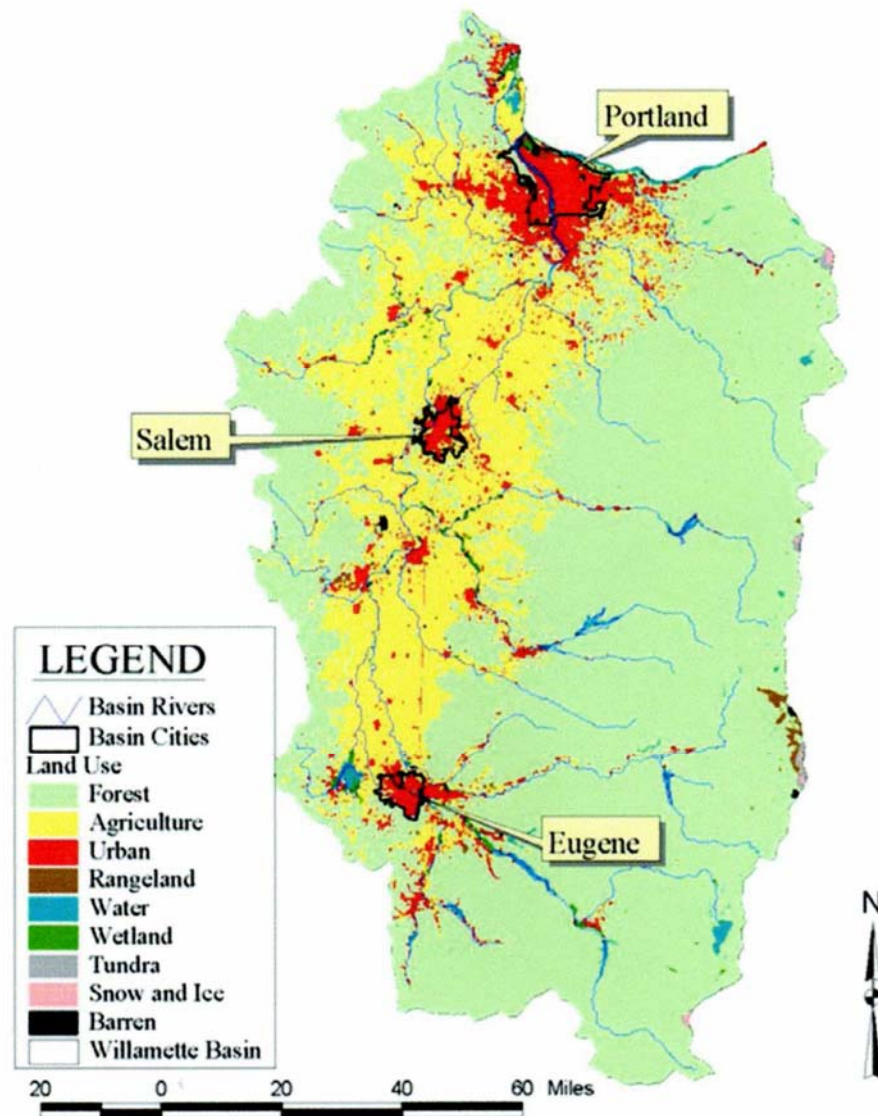 Portland
Salem
Eugene
LEGEND
Basin Rivers
Basin Cities
Land Use
Forest
Agriculture
Urban
Rangeland
Water
Wetland
Tundra
Snow and Ice
Barren
Willamette Basin
N
20 0 20 40 60 Miles